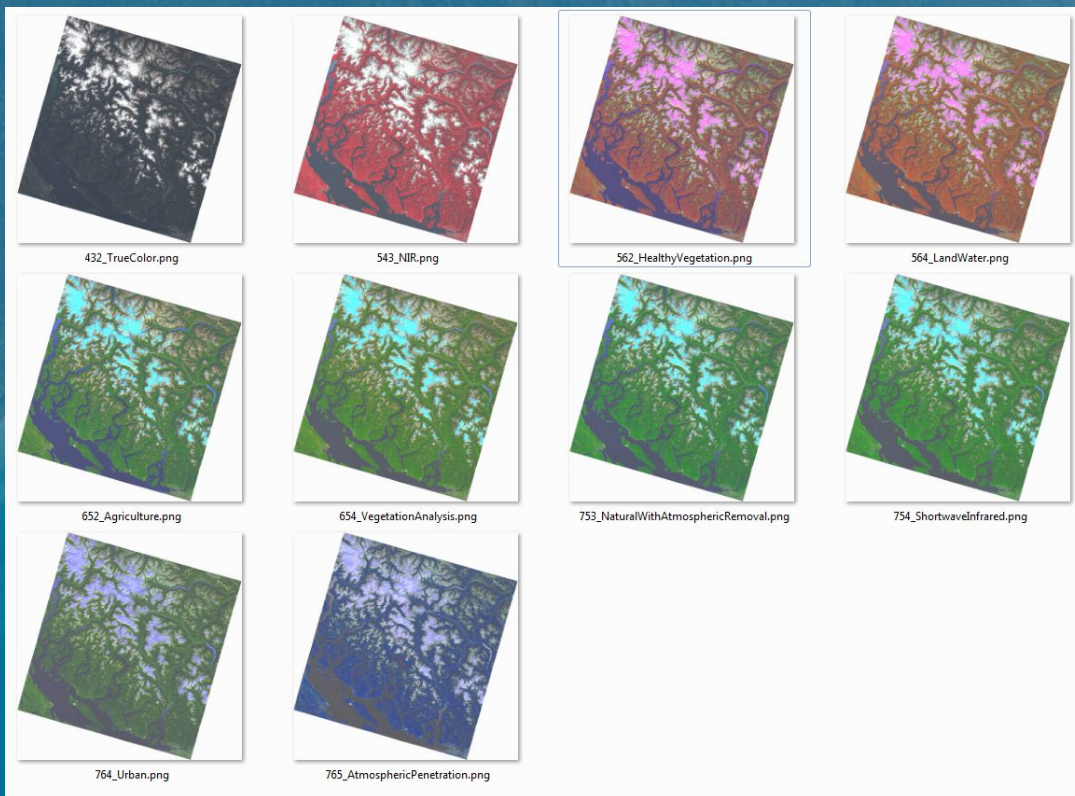 432_TrueColor.png
543_NIR.png
562_HealthyVegetation.png
564_LandWater.png
652_Agriculture.png
654_VegetationAnalysis.png
753_NaturalWithAtmosphericRemoval.png
754_ShortwaveInfrared.png
764_Urban.png
765_AtmosphericPenetration.png